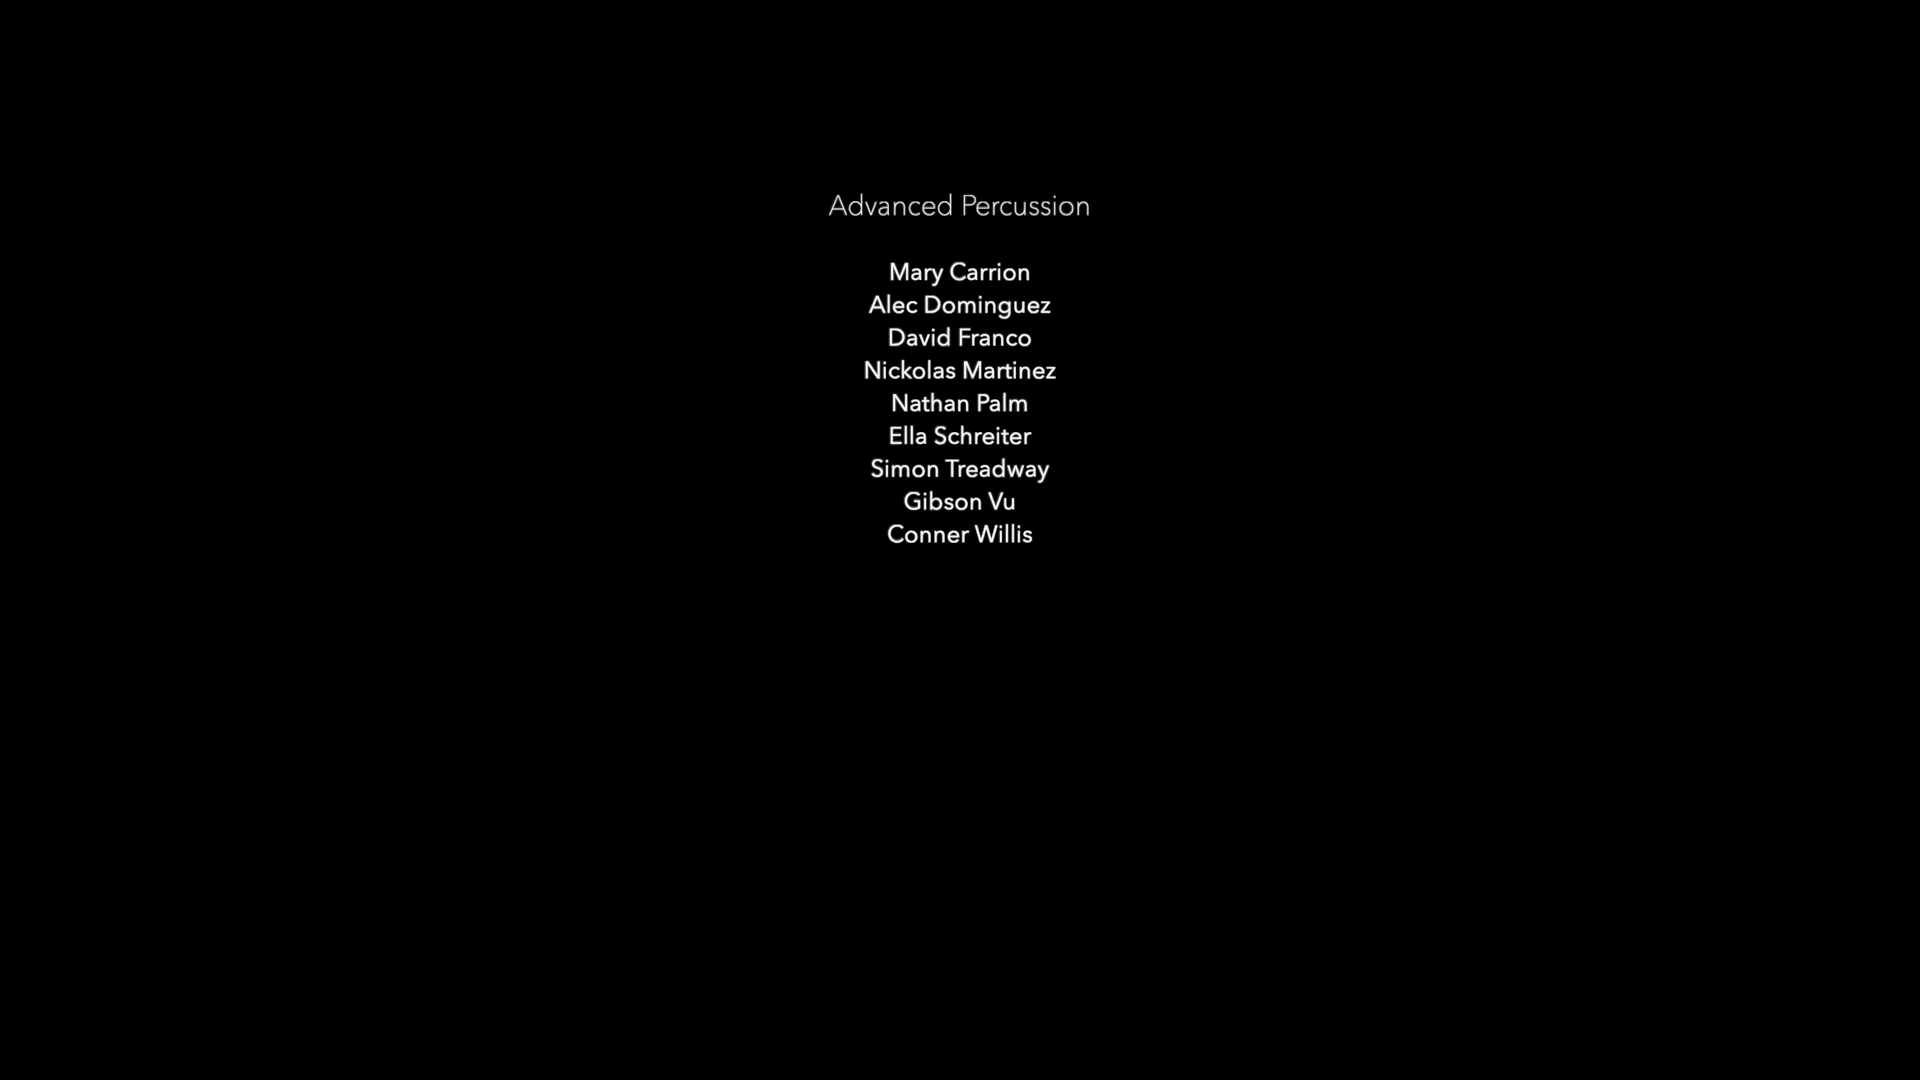 Advanced Percussion
Mary Carrion
Alec Dominguez
David Franco
Nickolas Martinez
Nathan Palm
Ella Schreiter
Simon Treadway
Gibson Vu
Conner Willis